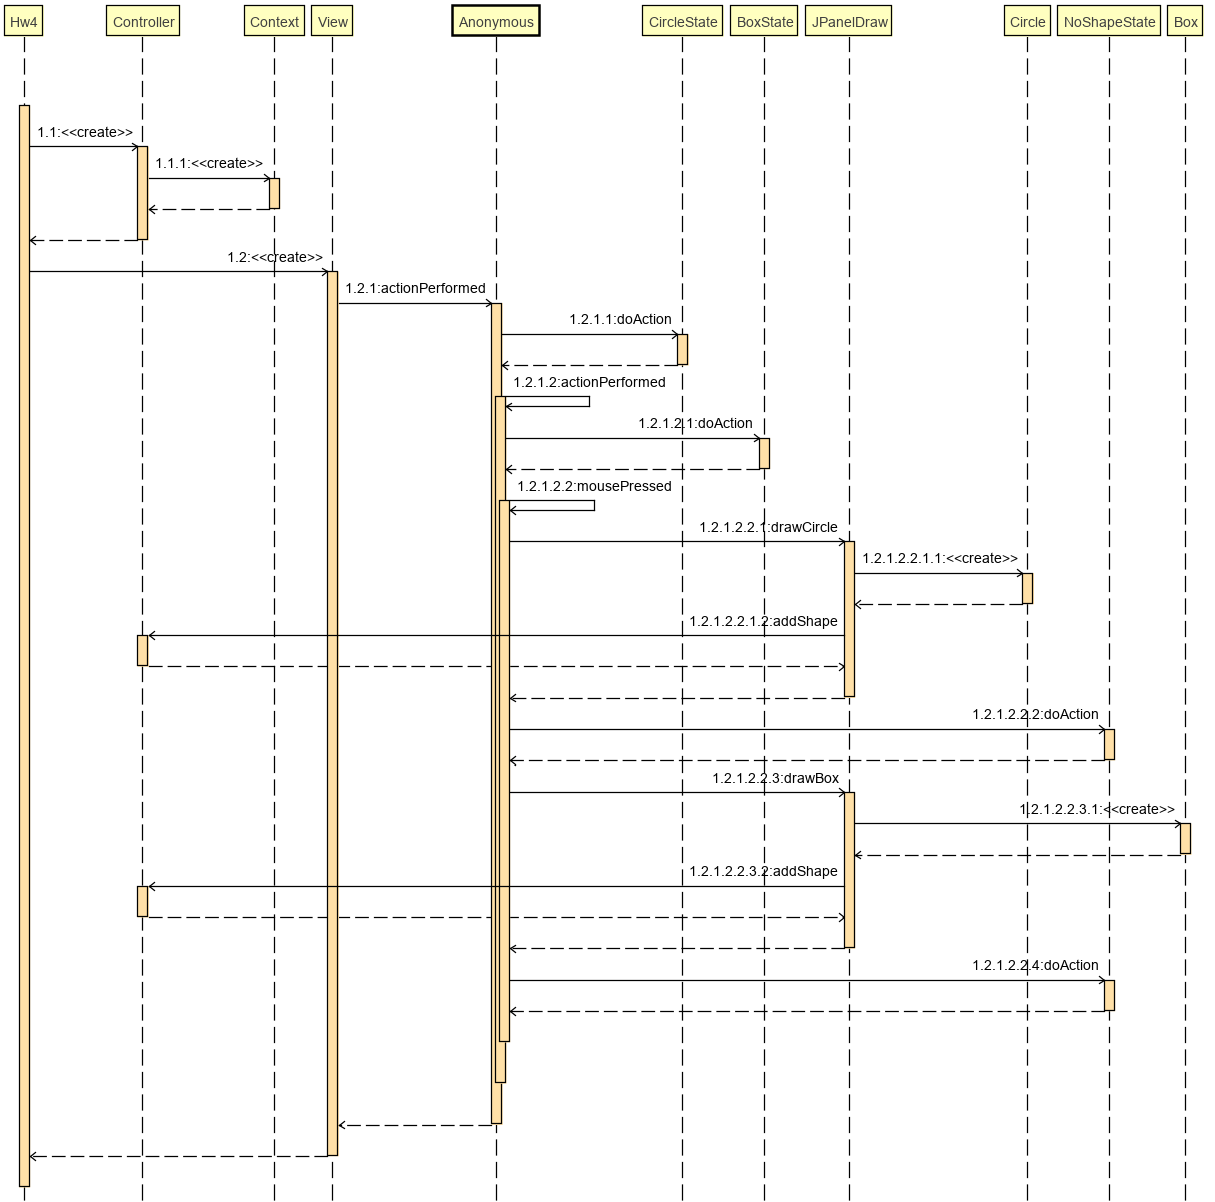 Hw4
Controller
Context
View
Anonymous
CircleState
BoxState
JPanelDraw
Circle
NoShapeState
Box
1.1:<<create>>
1.1.1:<<create>>
1.2:<<create>>
1.2.1:actionPerformed
1.2.1.1:doAction
1.2.1.2:actionPerformed
1.2.1.2.1:doAction
1.2.1.2.2:mousePressed
1.2.1.2.2.1:drawCircle
1.2.1.2.2.1.1:<<create>>
1.2.1.2.2.1.2:addShape
1.2.1.2.2.2:doAction
1.2.1.2.2.3:drawBox
1.2.1.2.2.3.1:<<create>>
1.2.1.2.2.3.2:addShape
1.2.1.2.2.4:doAction